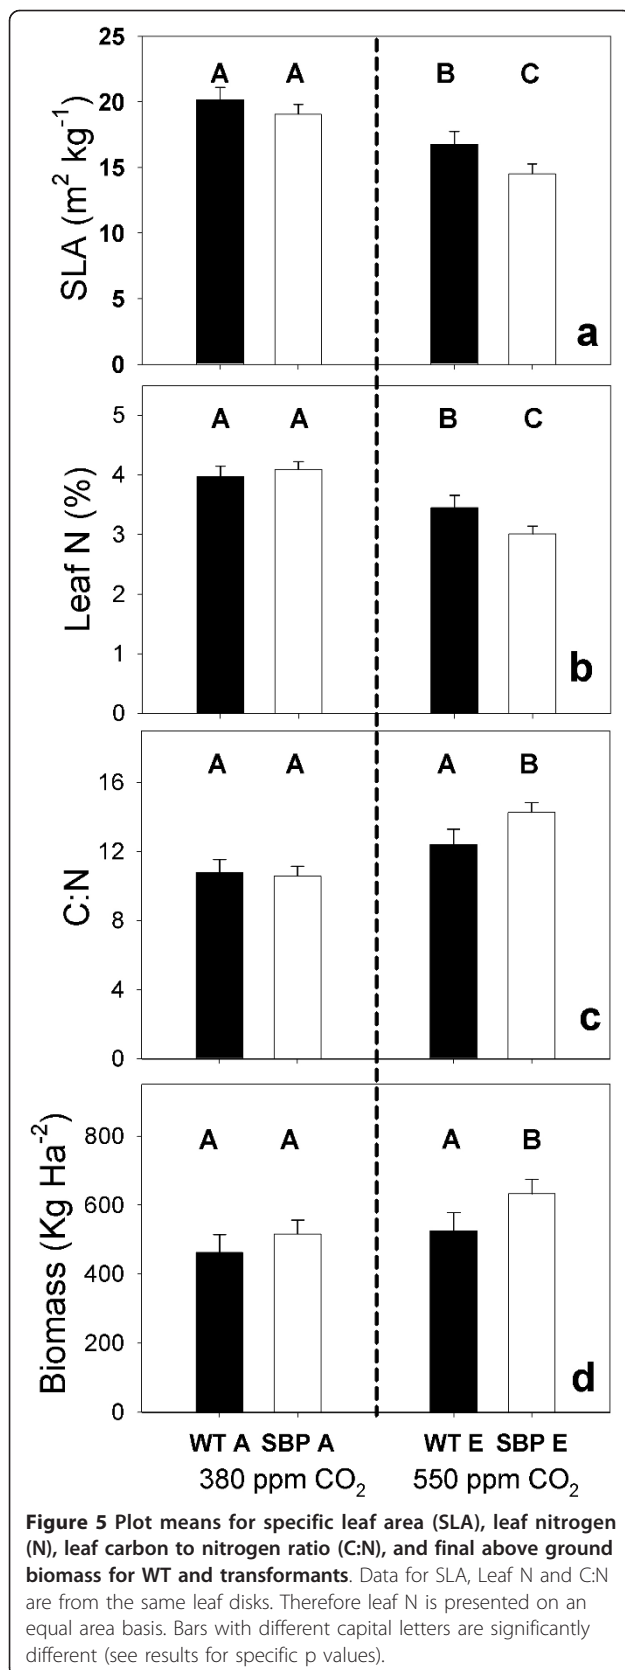 25
20
15
10
5
0
SLA (m² kg⁻¹)
A A B C
a
5
4
3
2
1
0
Leaf N (%)
A A B C
b
16
12
8
4
0
C:N
A A A B
c
800
600
400
200
0
Biomass (Kg Ha⁻²)
A A A B
d
WT A SBP A WT E SBP E
380 ppm CO₂ 550 ppm CO₂
Figure 5 Plot means for specific leaf area (SLA), leaf nitrogen
(N), leaf carbon to nitrogen ratio (C:N), and final above ground
biomass for WT and transformants. Data for SLA, Leaf N and C:N
are from the same leaf disks. Therefore leaf N is presented on an
equal area basis. Bars with different capital letters are significantly
different (see results for specific p values).